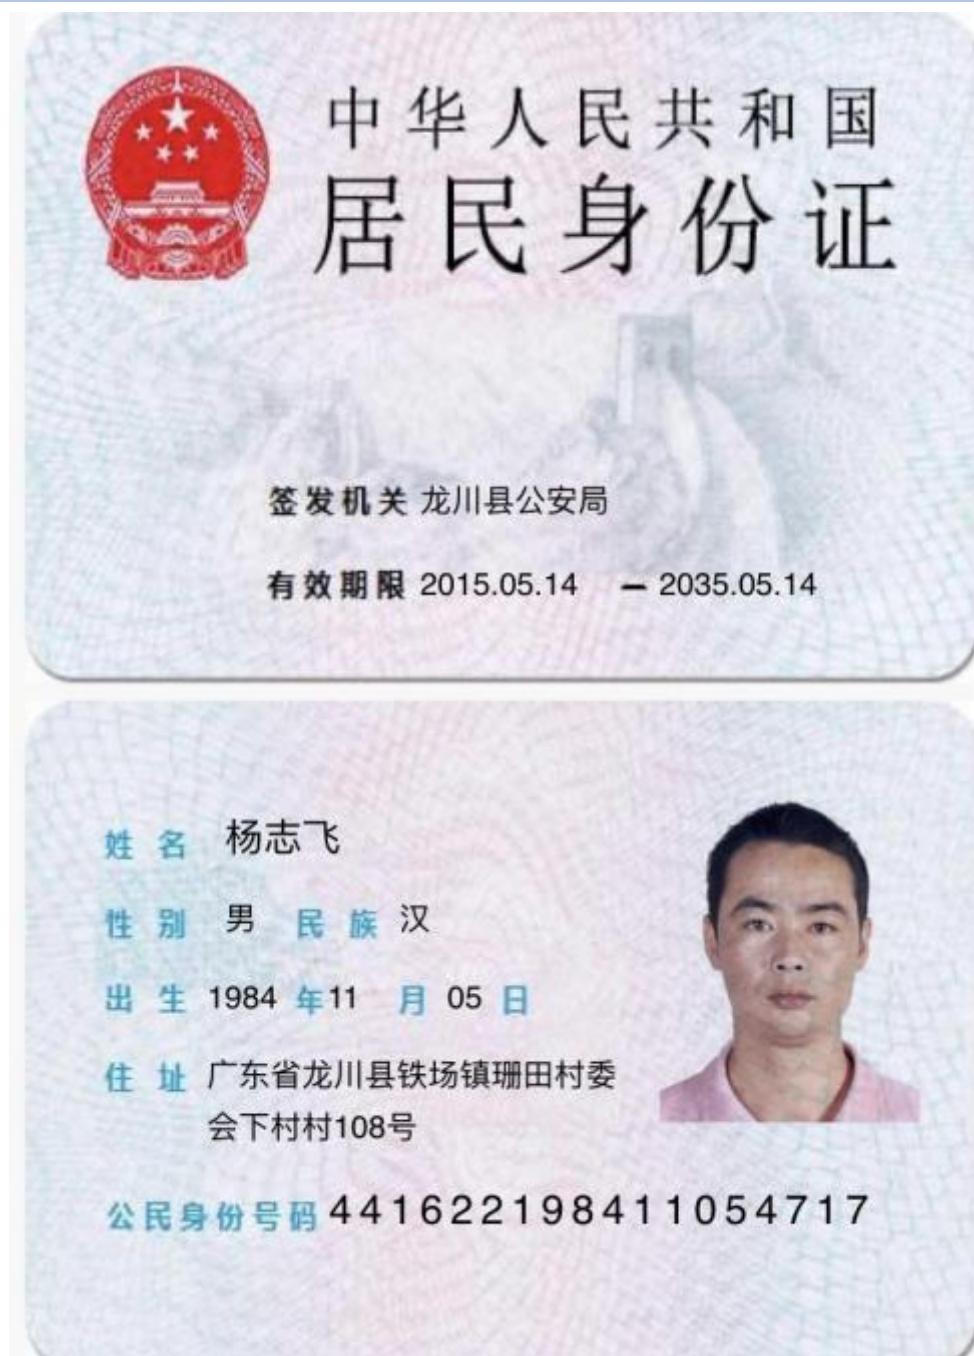 中华人民共和国
居民身份证
签发机关 龙川县公安局
有效期限 2015.05.14 – 2035.05.14
姓名 杨志飞
性别 男 民族 汉
出生 1984 年 11 月 05 日
住址 广东省龙川县铁场镇珊田村委
会下村村108号
公民身份号码 441622198411054717